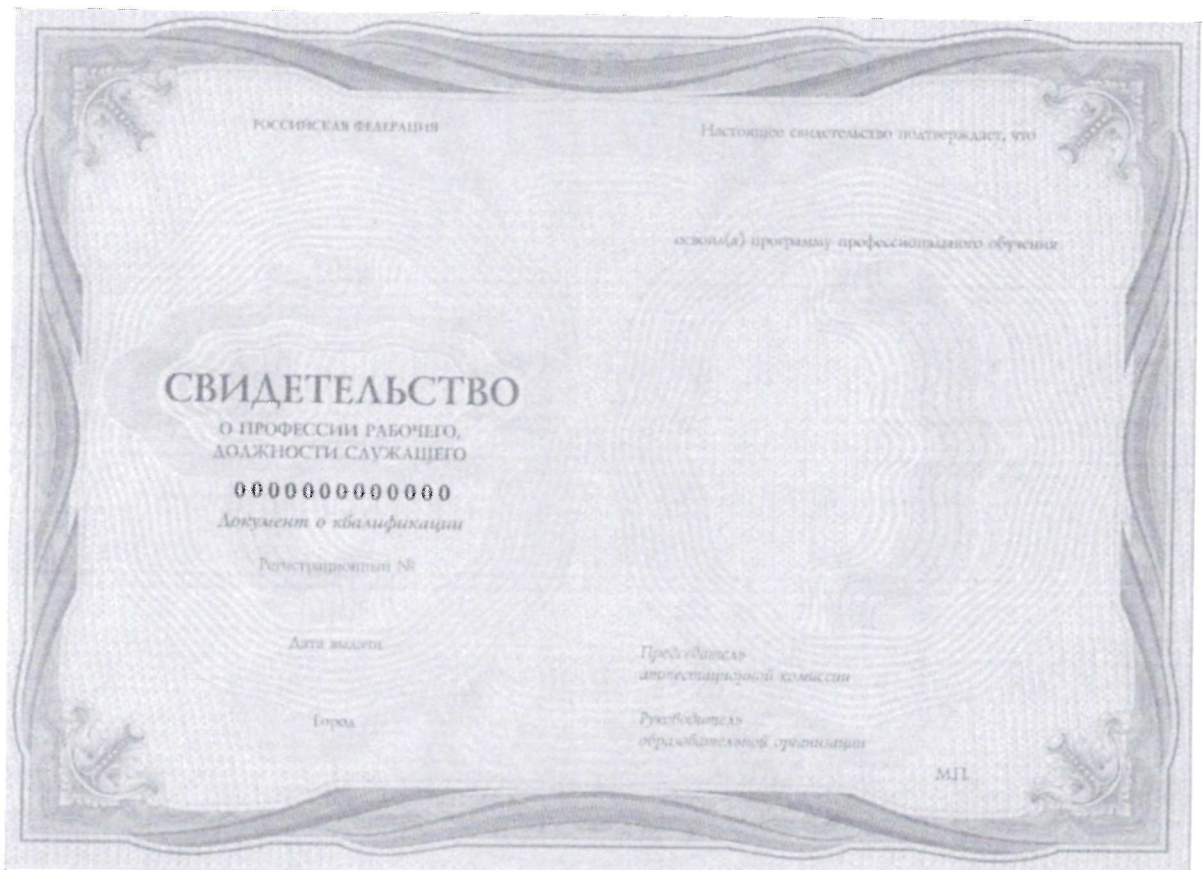 РОССИЙСКАЯ ФЕДЕРАЦИЯ
СВИДЕТЕЛЬСТВО
О ПРОФЕССИИ РАБОЧЕГО,
ДОЛЖНОСТИ СЛУЖАЩЕГО
0000000000000
Документ о квалификации
Регистрационный №
Дата выдачи
Город
Настоящее свидетельство подтверждает, что
освоил(а) программу профессионального обучения
Председатель
аттестационной комиссии
Руководитель
образовательной организации
М.П.